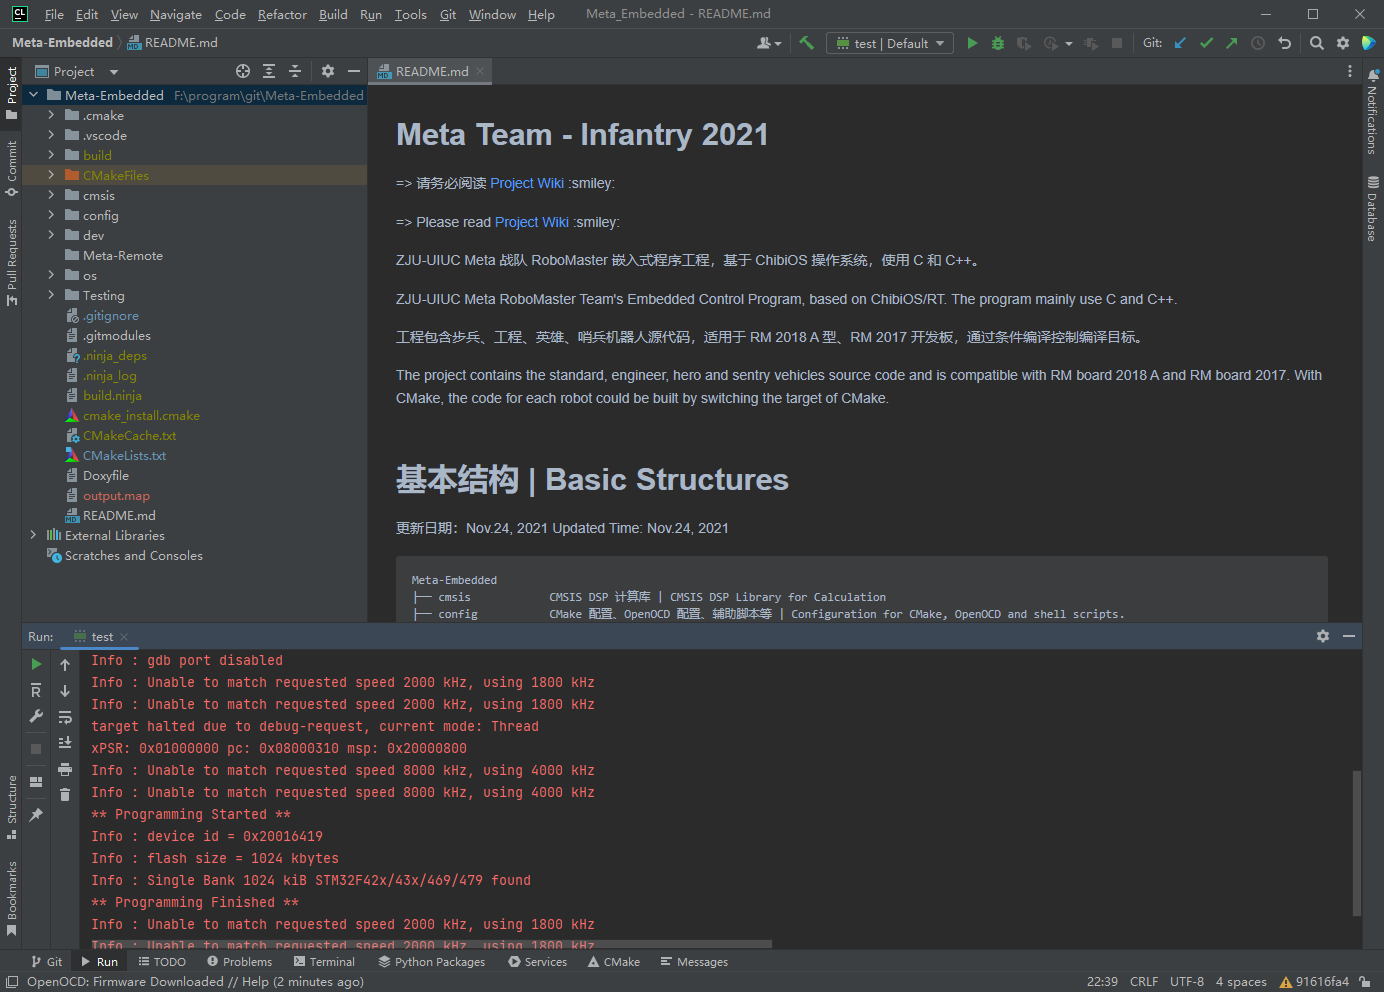 CL File Edit View Navigate Code Refactor Build Run Tools Git Window Help Meta_Embedded - README.md
Meta-Embedded README.md test | Default Git:
Project
README.md
Meta-Embedded F:\program\git\Meta-Embedded
.cmake
.vscode
build
CMakeFiles
cmsis
config
dev
Meta-Remote
os
Testing
.gitignore
.gitmodules
.ninja_deps
.ninja_log
build.ninja
cmake_install.cmake
CMakeCache.txt
CMakeLists.txt
Doxyfile
output.map
README.md
External Libraries
Scratches and Consoles
Project
Commit
Pull Requests
Structure
Bookmarks
Notifications
Database
Meta Team - Infantry 2021
=> 请务必阅读 Project Wiki :smiley:
=> Please read Project Wiki :smiley:
ZJU-UIUC Meta 战队 RoboMaster 嵌入式程序工程，基于 ChibiOS 操作系统，使用 C 和 C++。
ZJU-UIUC Meta RoboMaster Team's Embedded Control Program, based on ChibiOS/RT. The program mainly use C and C++.
工程包含步兵、工程、英雄、哨兵机器人源代码，适用于 RM 2018 A 型、RM 2017 开发板，通过条件编译控制编译目标。
The project contains the standard, engineer, hero and sentry vehicles source code and is compatible with RM board 2018 A and RM board 2017. With
CMake, the code for each robot could be built by switching the target of CMake.
基本结构 | Basic Structures
更新日期：Nov.24, 2021 Updated Time: Nov.24, 2021
Meta-Embedded
├── cmsis CMSIS DSP 计算库 | CMSIS DSP Library for Calculation
├── config CMake 配置、OpenOCD 配置、辅助脚本等 | Configuration for CMake, OpenOCD and shell scripts.
Run: test
Info : gdb port disabled
Info : Unable to match requested speed 2000 kHz, using 1800 kHz
Info : Unable to match requested speed 2000 kHz, using 1800 kHz
target halted due to debug-request, current mode: Thread
xPSR: 0x01000000 pc: 0x08000310 msp: 0x20000800
Info : Unable to match requested speed 8000 kHz, using 4000 kHz
Info : Unable to match requested speed 8000 kHz, using 4000 kHz
** Programming Started **
Info : device id = 0x20016419
Info : flash size = 1024 kbytes
Info : Single Bank 1024 kiB STM32F42x/43x/469/479 found
** Programming Finished **
Info : Unable to match requested speed 2000 kHz, using 1800 kHz
Info : Unable to match requested speed 2000 kHz, using 1800 kHz
Git Run TODO Problems Terminal Python Packages Services CMake Messages
OpenOCD: Firmware Downloaded // Help (2 minutes ago) 22:39 CRLF UTF-8 4 spaces 91616fa4